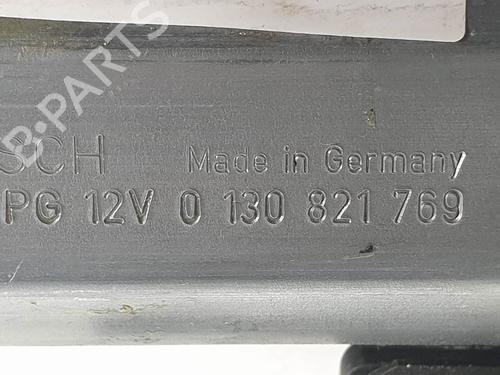 B-PARTS
SCH Made in Germany
PG 12V 0 130 821 769